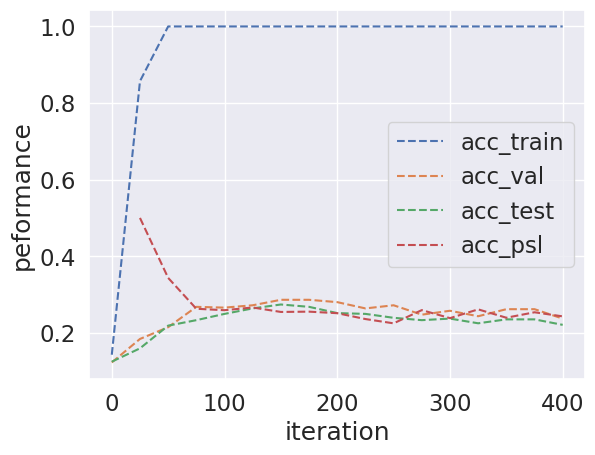 1.0
0.8
0.6
0.4
0.2
peformance
acc_train
acc_val
acc_test
acc_psl
0 100 200 300 400
iteration